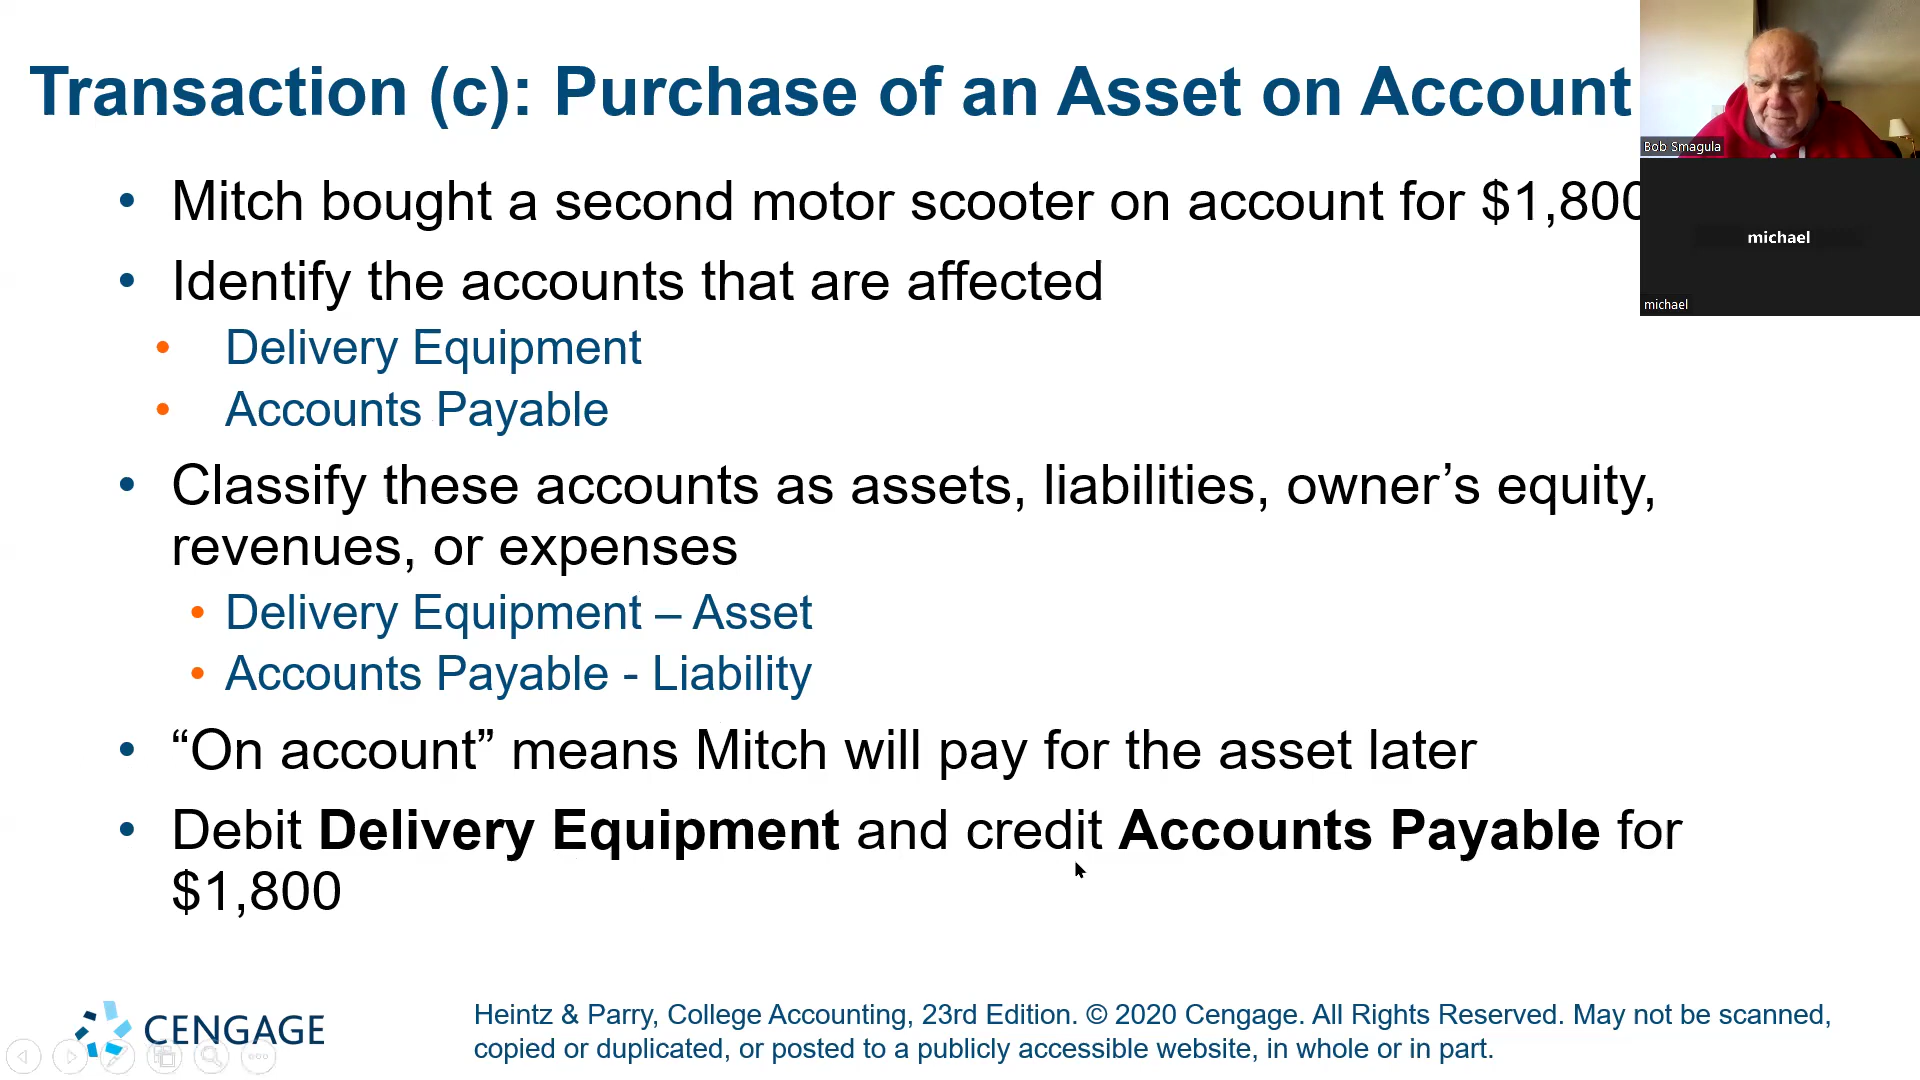 Transaction (c): Purchase of an Asset on Account
Bob Smagula
• Mitch bought a second motor scooter on account for $1,800
michael
michael
• Identify the accounts that are affected
• Delivery Equipment
• Accounts Payable
• Classify these accounts as assets, liabilities, owner’s equity,
revenues, or expenses
• Delivery Equipment – Asset
• Accounts Payable - Liability
• “On account” means Mitch will pay for the asset later
• Debit Delivery Equipment and credit Accounts Payable for
$1,800
CENGAGE
Heintz & Parry, College Accounting, 23rd Edition. © 2020 Cengage. All Rights Reserved. May not be scanned,
copied or duplicated, or posted to a publicly accessible website, in whole or in part.